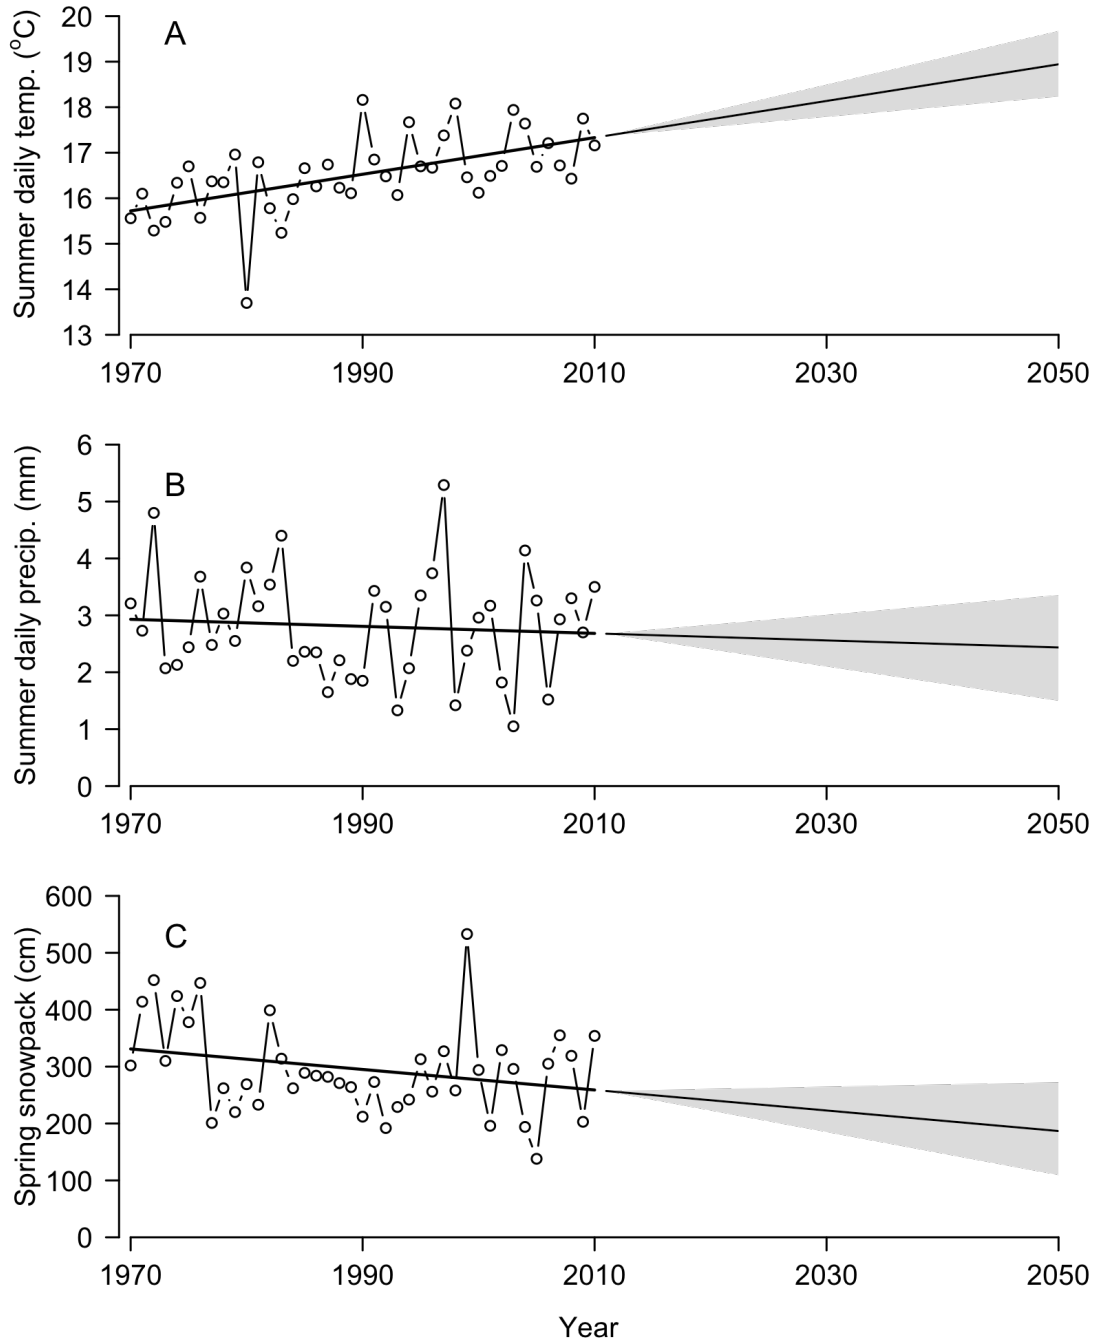 A
Summer daily temp. (°C)
20
19
18
17
16
15
14
13
1970 1990 2010 2030 2050
B
Summer daily precip. (mm)
6
5
4
3
2
1
0
1970 1990 2010 2030 2050
C
Spring snowpack (cm)
600
500
400
300
200
100
0
1970 1990 2010 2030 2050
Year